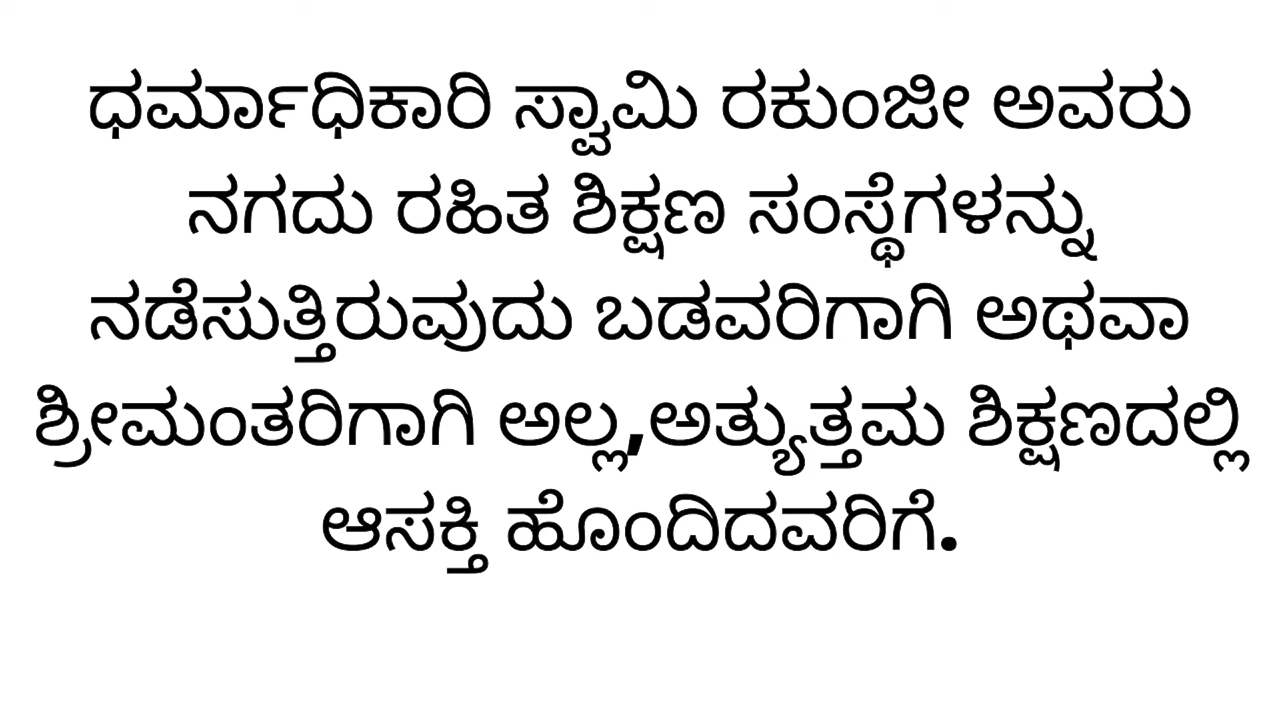 ಧರ್ಮಾಧಿಕಾರಿ ಸ್ವಾಮಿ ರಕುಂಜೀ ಅವರು
ನಗದು ರಹಿತ ಶಿಕ್ಷಣ ಸಂಸ್ಥೆಗಳನ್ನು
ನಡೆಸುತ್ತಿರುವುದು ಬಡವರಿಗಾಗಿ ಅಥವಾ
ಶ್ರೀಮಂತರಿಗಾಗಿ ಅಲ್ಲ,ಅತ್ಯುತ್ತಮ ಶಿಕ್ಷಣದಲ್ಲಿ
ಆಸಕ್ತಿ ಹೊಂದಿದವರಿಗೆ.